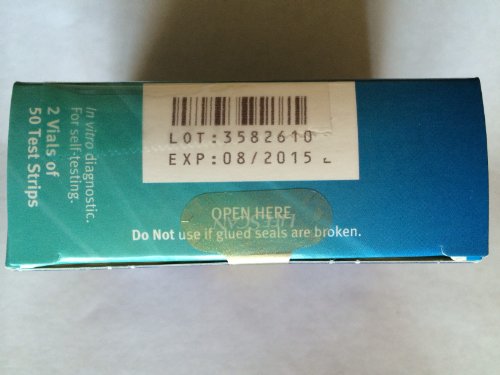 In vitro diagnostic.
For self-testing.
2 Vials of
50 Test Strips
LOT:3582610
EXP:08/2015
OPEN HERE
Do Not use if glued seals are broken.